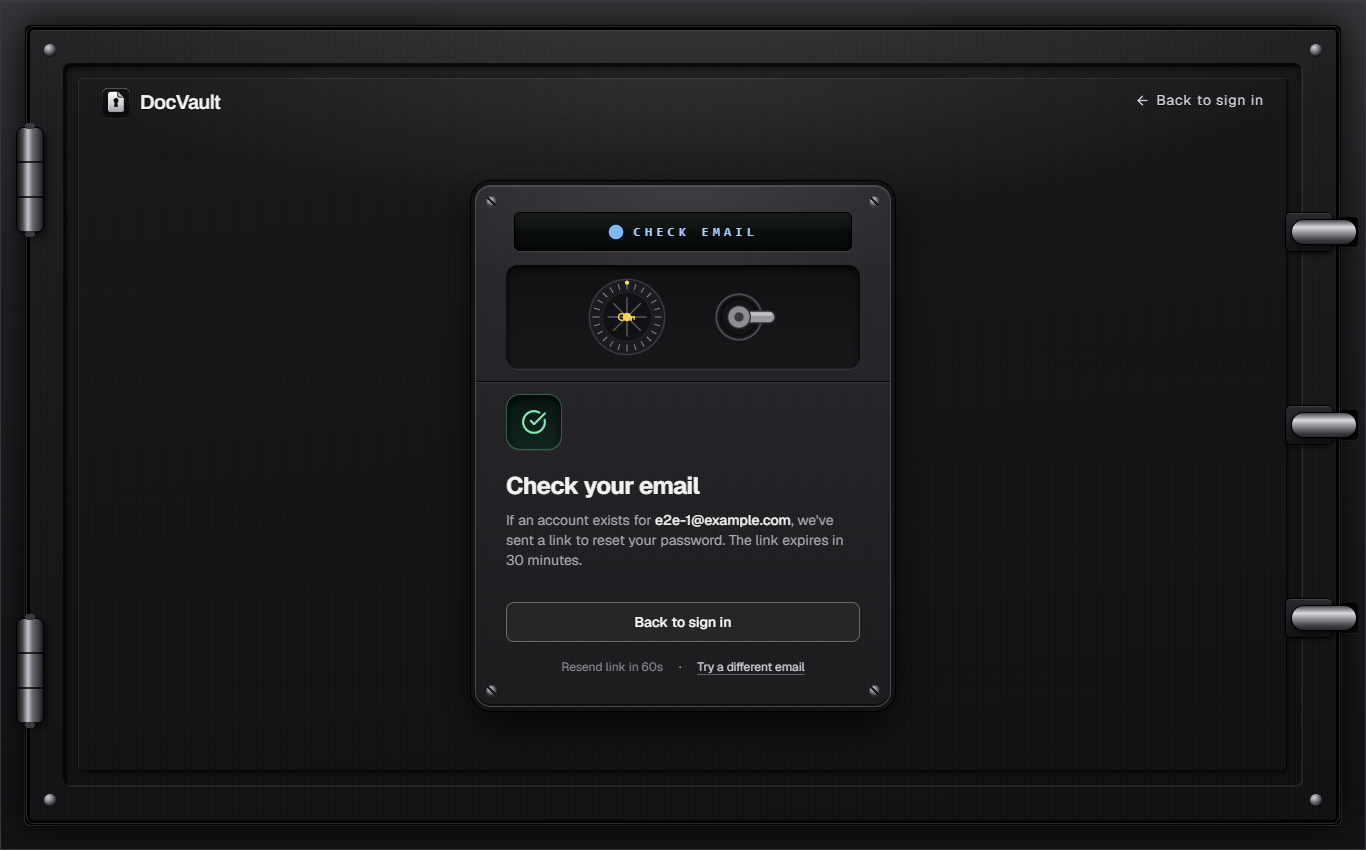 DocVault
← Back to sign in
CHECK EMAIL
Check your email
If an account exists for e2e-1@example.com, we've
sent a link to reset your password. The link expires in
30 minutes.
Back to sign in
Resend link in 60s · Try a different email